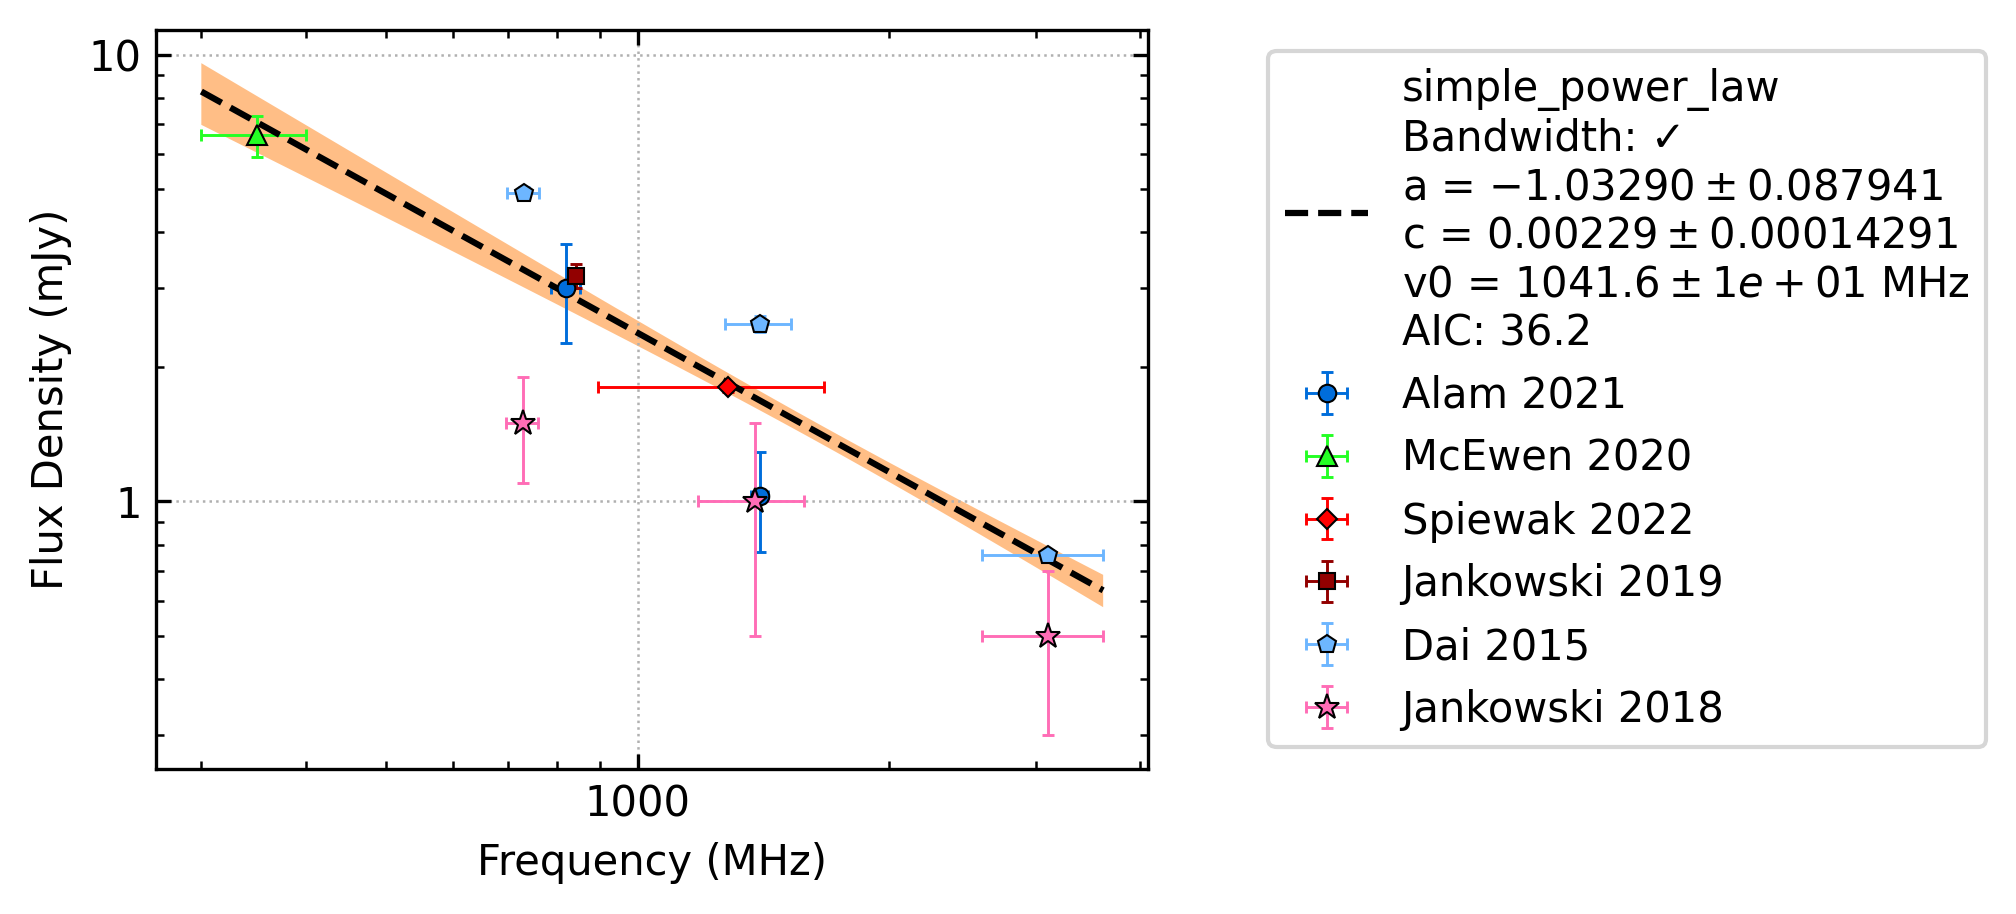 10
1
Flux Density (mJy)
1000
Frequency (MHz)
simple_power_law
Bandwidth: ✓
a = −1.03290 ± 0.087941
c = 0.00229 ± 0.00014291
v0 = 1041.6 ± 1e + 01 MHz
AIC: 36.2
Alam 2021
McEwen 2020
Spiewak 2022
Jankowski 2019
Dai 2015
Jankowski 2018